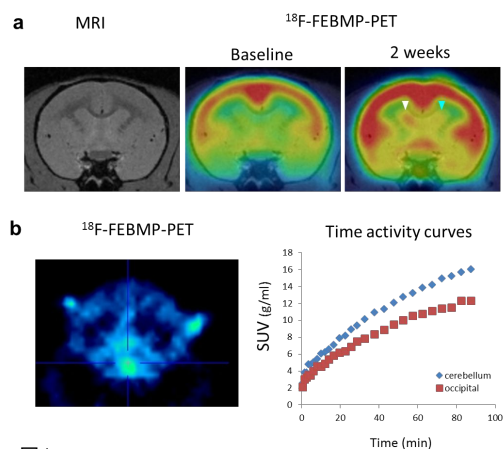 a
MRI
¹⁸F-FEBMP-PET
Baseline
2 weeks
b
¹⁸F-FEBMP-PET
Time activity curves
SUV (g/ml)
18
16
14
12
10
8
6
4
2
0
cerebellum
occipital
0 20 40 60 80 100
Time (min)